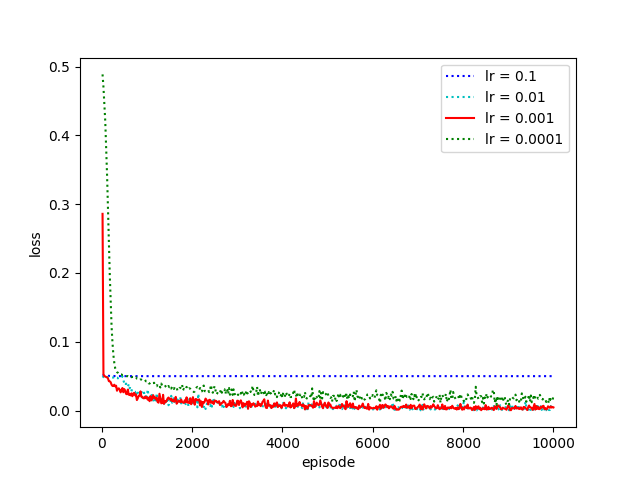 0.5
0.4
0.3
0.2
0.1
0.0
loss
0
2000
4000
6000
8000
10000
episode
lr = 0.1
lr = 0.01
lr = 0.001
lr = 0.0001